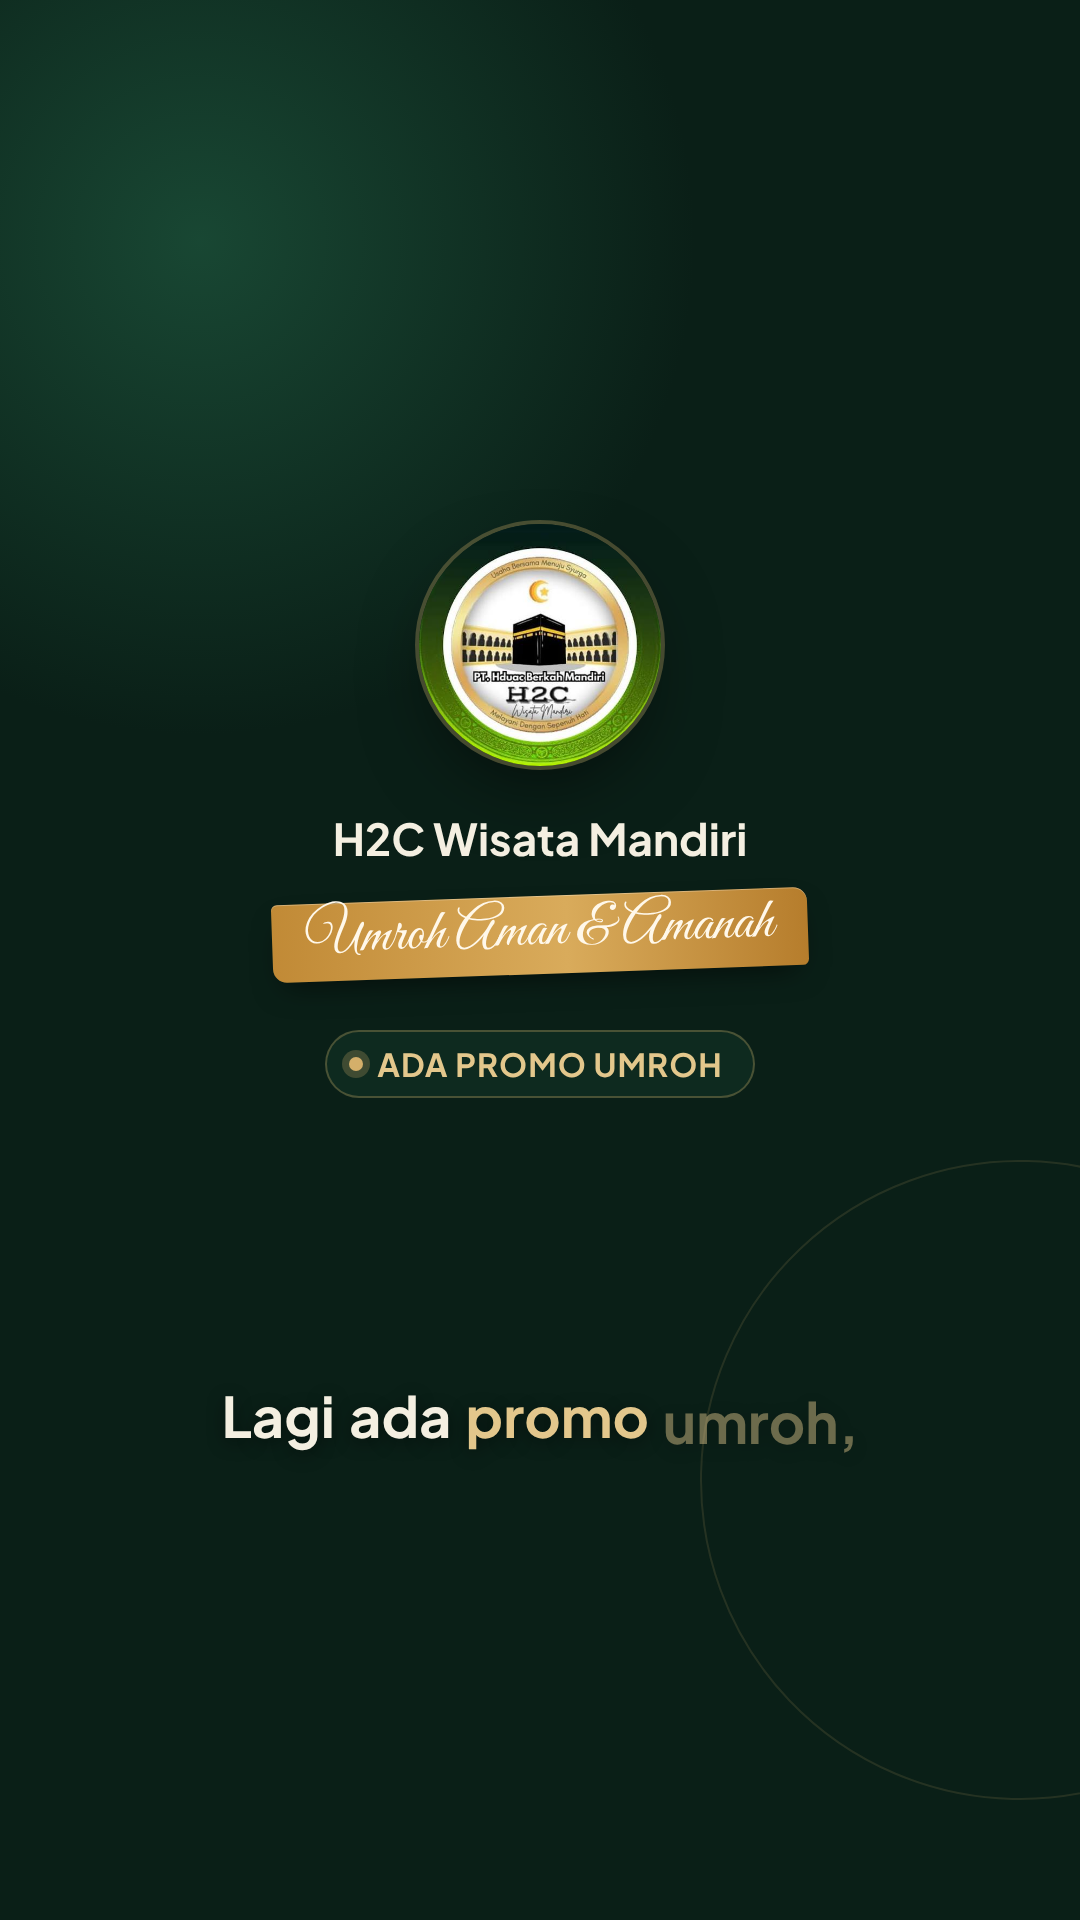 Usaha Bersama Menuju Syurga
PT. Hduac Berkah Mandiri
H2C
Wisata Mandiri
Melayani Dengan Sepenuh Hati
H2C Wisata Mandiri
Umroh Aman & Amanah
ADA PROMO UMROH
Lagi ada promo umroh,